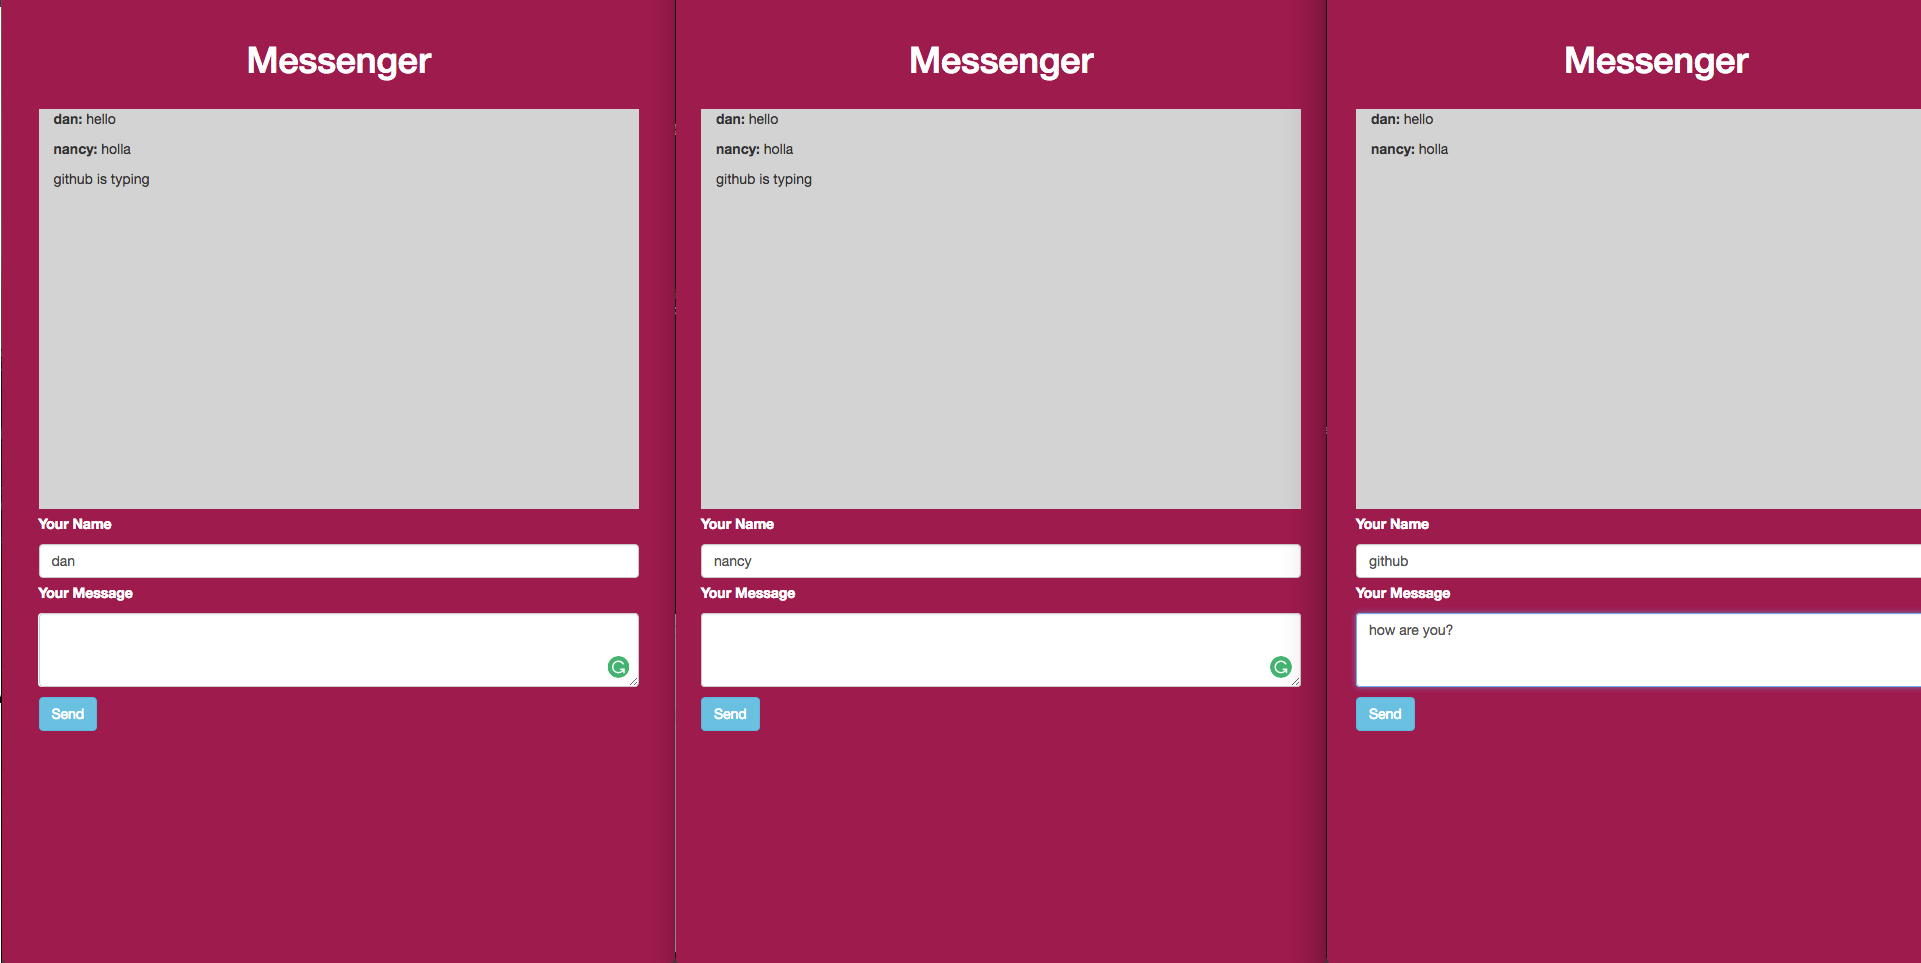 Messenger
dan: hello
nancy: holla
github is typing
Your Name
dan
Your Message
Send
Messenger
dan: hello
nancy: holla
github is typing
Your Name
nancy
Your Message
Send
Messenger
dan: hello
nancy: holla
Your Name
github
Your Message
how are you?
Send